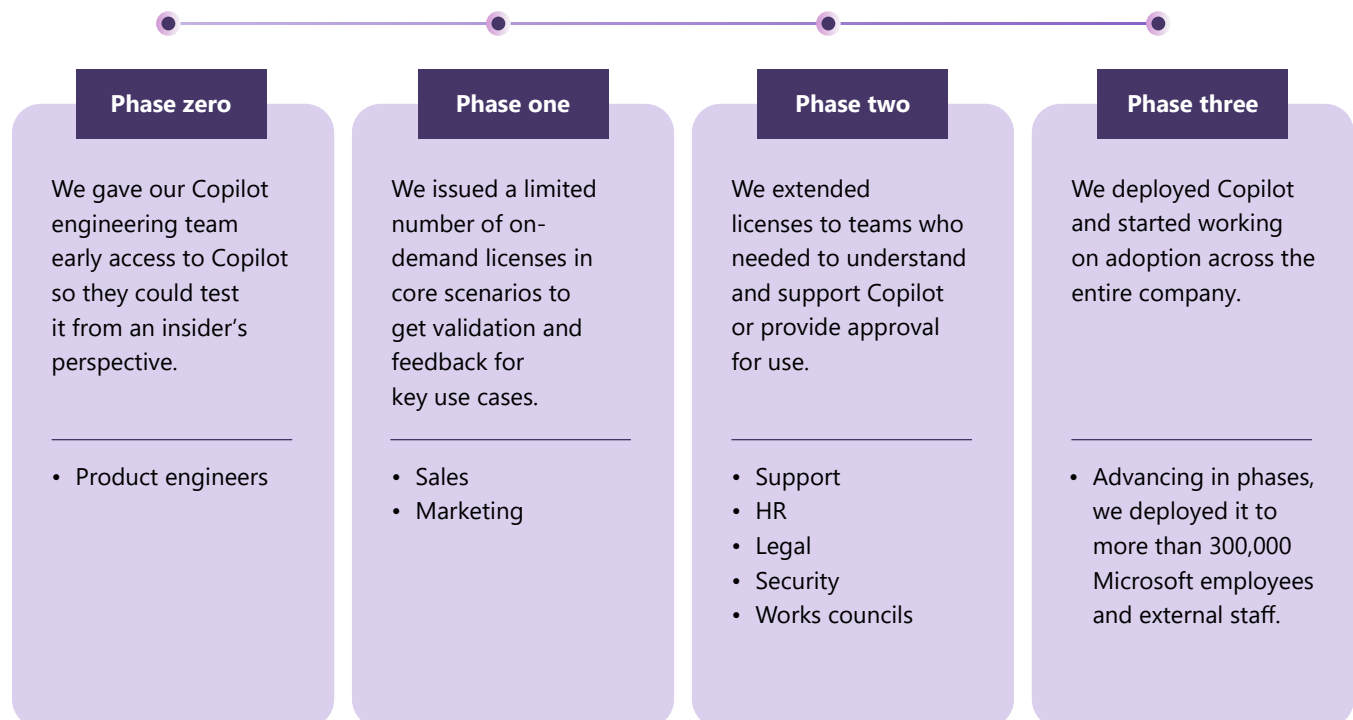 Phase zero
We gave our Copilot
engineering team
early access to Copilot
so they could test
it from an insider’s
perspective.
• Product engineers
Phase one
We issued a limited
number of on-
demand licenses in
core scenarios to
get validation and
feedback for
key use cases.
• Sales
• Marketing
Phase two
We extended
licenses to teams who
needed to understand
and support Copilot
or provide approval
for use.
• Support
• HR
• Legal
• Security
• Works councils
Phase three
We deployed Copilot
and started working
on adoption across the
entire company.
• Advancing in phases,
we deployed it to
more than 300,000
Microsoft employees
and external staff.